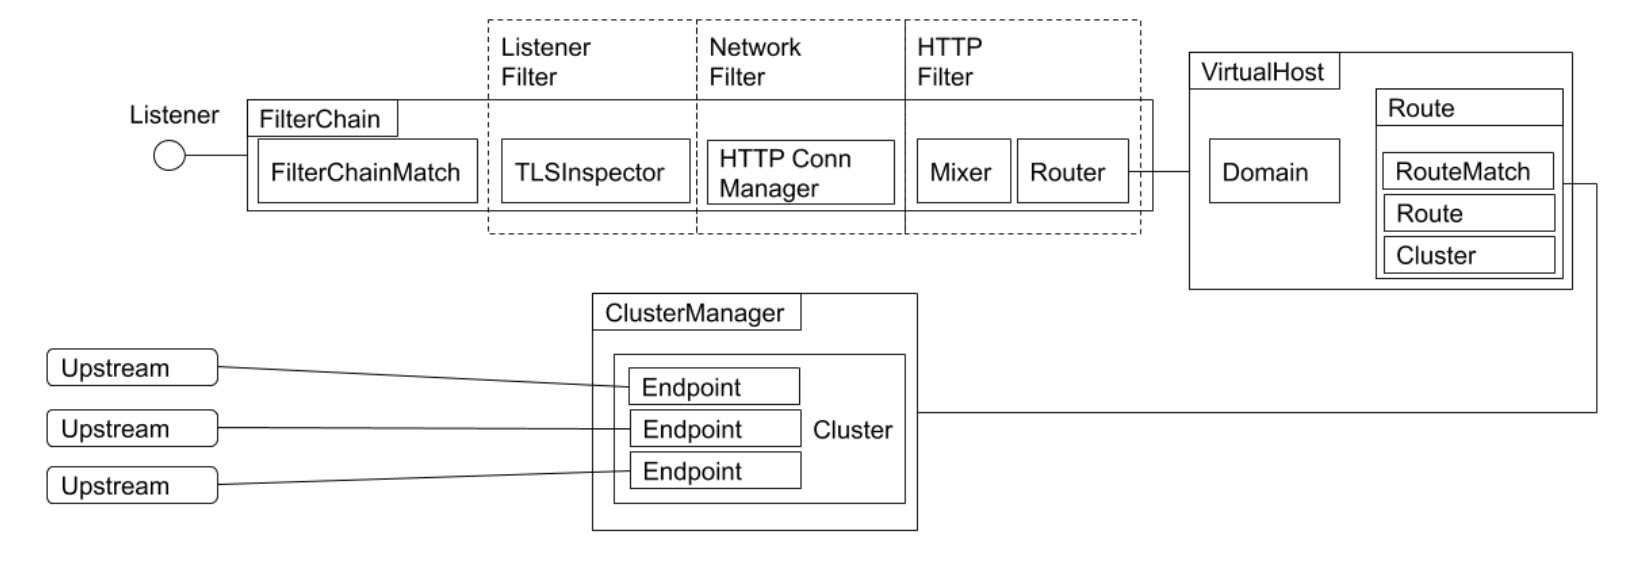 Listener
Filter
Network
Filter
HTTP
Filter
Listener
FilterChain
FilterChainMatch
TLSInspector
HTTP Conn
Manager
Mixer
Router
VirtualHost
Domain
Route
RouteMatch
Route
Cluster
ClusterManager
Endpoint
Endpoint
Endpoint
Cluster
Upstream
Upstream
Upstream